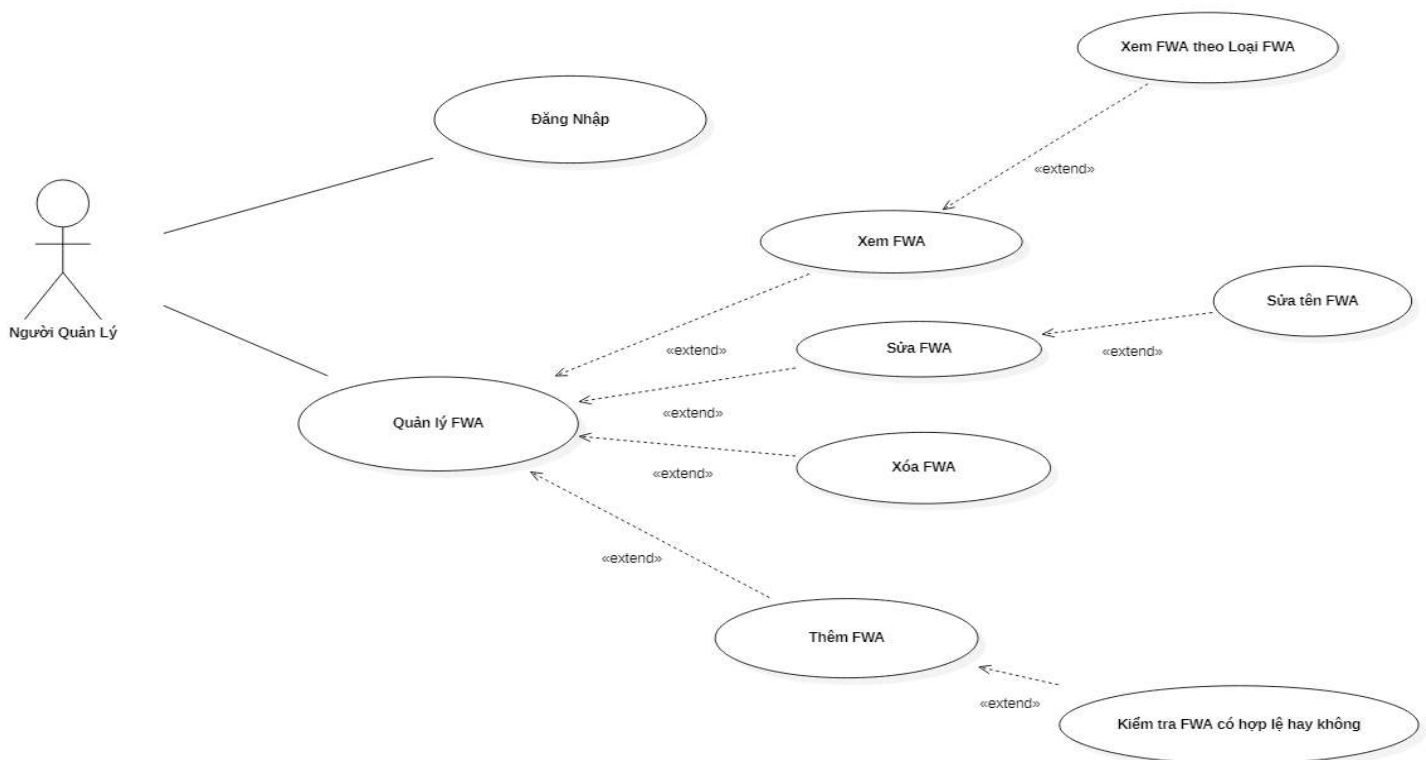 Xem FWA theo Loại FWA
Đăng Nhập
«extend»
Xem FWA
Sửa tên FWA
Người Quản Lý
«extend»
Sửa FWA
«extend»
«extend»
Quản lý FWA
Xóa FWA
«extend»
«extend»
Thêm FWA
«extend»
Kiểm tra FWA có hợp lệ hay không